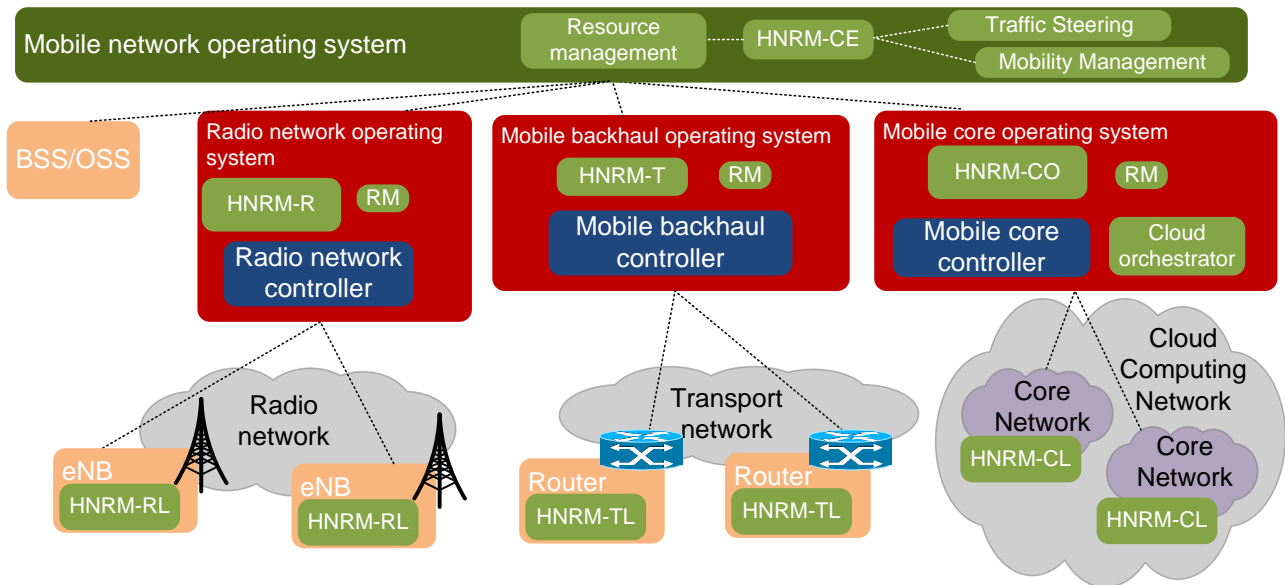 Mobile network operating system
Resource
management
HNRM-CE
Traffic Steering
Mobility Management
BSS/OSS
Radio network operating
system
HNRM-R
RM
Radio network
controller
Mobile backhaul operating system
HNRM-T
RM
Mobile backhaul
controller
Mobile core operating system
HNRM-CO
RM
Mobile core
controller
Cloud
orchestrator
Radio
network
eNB
HNRM-RL
eNB
HNRM-RL
Transport
network
Router
HNRM-TL
Router
HNRM-TL
Cloud
Computing
Network
Core
Network
HNRM-CL
Core
Network
HNRM-CL